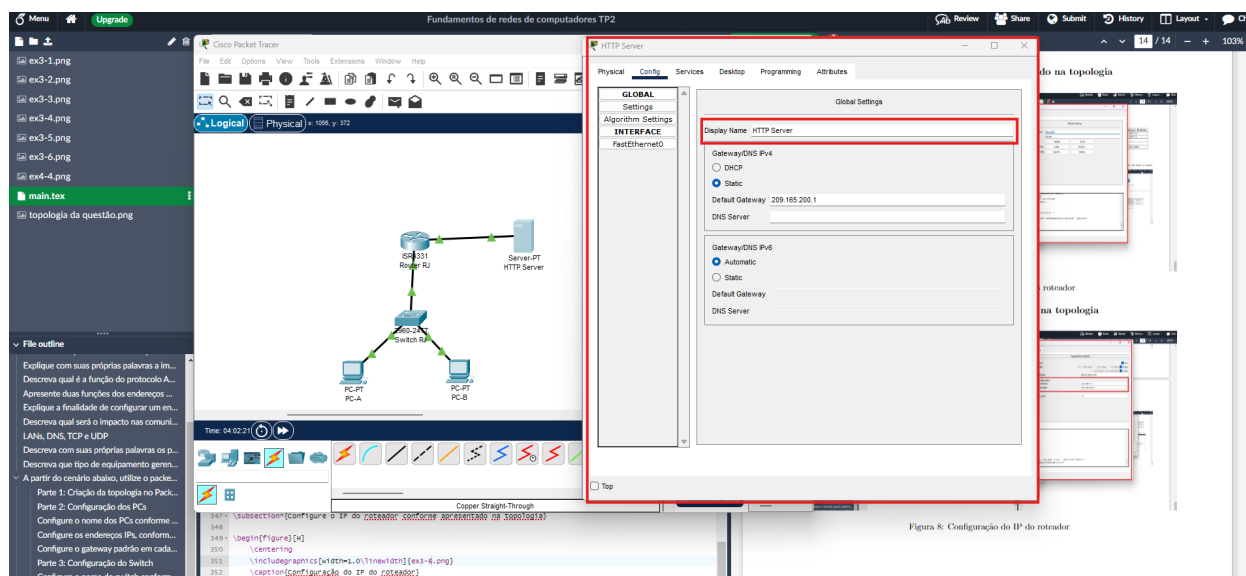 Menu
Upgrade
Fundamentos de redes de computadores TP2
Review
Share
Submit
History
Layout
14 / 14
103%
ex3-1.png
ex3-2.png
ex3-3.png
ex3-4.png
ex3-5.png
ex3-6.png
ex4-4.png
main.tex
topologia da questão.png
File outline
Explique com suas próprias palavras a im...
Descreva qual é a função do protocolo A...
Apresente duas funções dos endereços ...
Explique a finalidade de configurar um en...
Descreva qual será o impacto nas comuni...
LANs, DNS, TCP e UDP
Descreva com suas próprias palavras os p...
Descreva que tipo de equipamento geren...
A partir do cenário abaixo, utilize o packe...
Parte 1: Criação da topologia no Pack...
Parte 2: Configuração dos PCs
Configure o nome dos PCs conforme ...
Configure os endereços IPs, conform...
Configure o gateway padrão em cada...
Parte 3: Configuração do Switch
Cisco Packet Tracer
File Edit Options View Tools Extensions Window Help
Logical
Physical
x: 1056, y: 372
ISR4331
Router RJ
Server-PT
HTTP Server
2960-24TT
Switch RJ
PC-PT
PC-A
PC-PT
PC-B
Time: 04:02:21
Copper Straight-Through
HTTP Server
Physical Config Services Desktop Programming Attributes
GLOBAL
Settings
Algorithm Settings
INTERFACE
FastEthernet0
Global Settings
Display Name HTTP Server
Gateway/DNS IPv4
DHCP
Static
Default Gateway 209.165.200.1
DNS Server
Gateway/DNS IPv6
Automatic
Static
Default Gateway
DNS Server
Top
347 \subsection{Configure o IP do roteador conforme apresentado na topologia}
348
349 \begin{figure}[H]
350 \centering
351 \includegraphics[width=1.0\linewidth]{ex3-6.png}
352 \caption{Configuração do IP do roteador}
do na topologia
roteador
na topologia
Figura 8: Configuração do IP do roteador